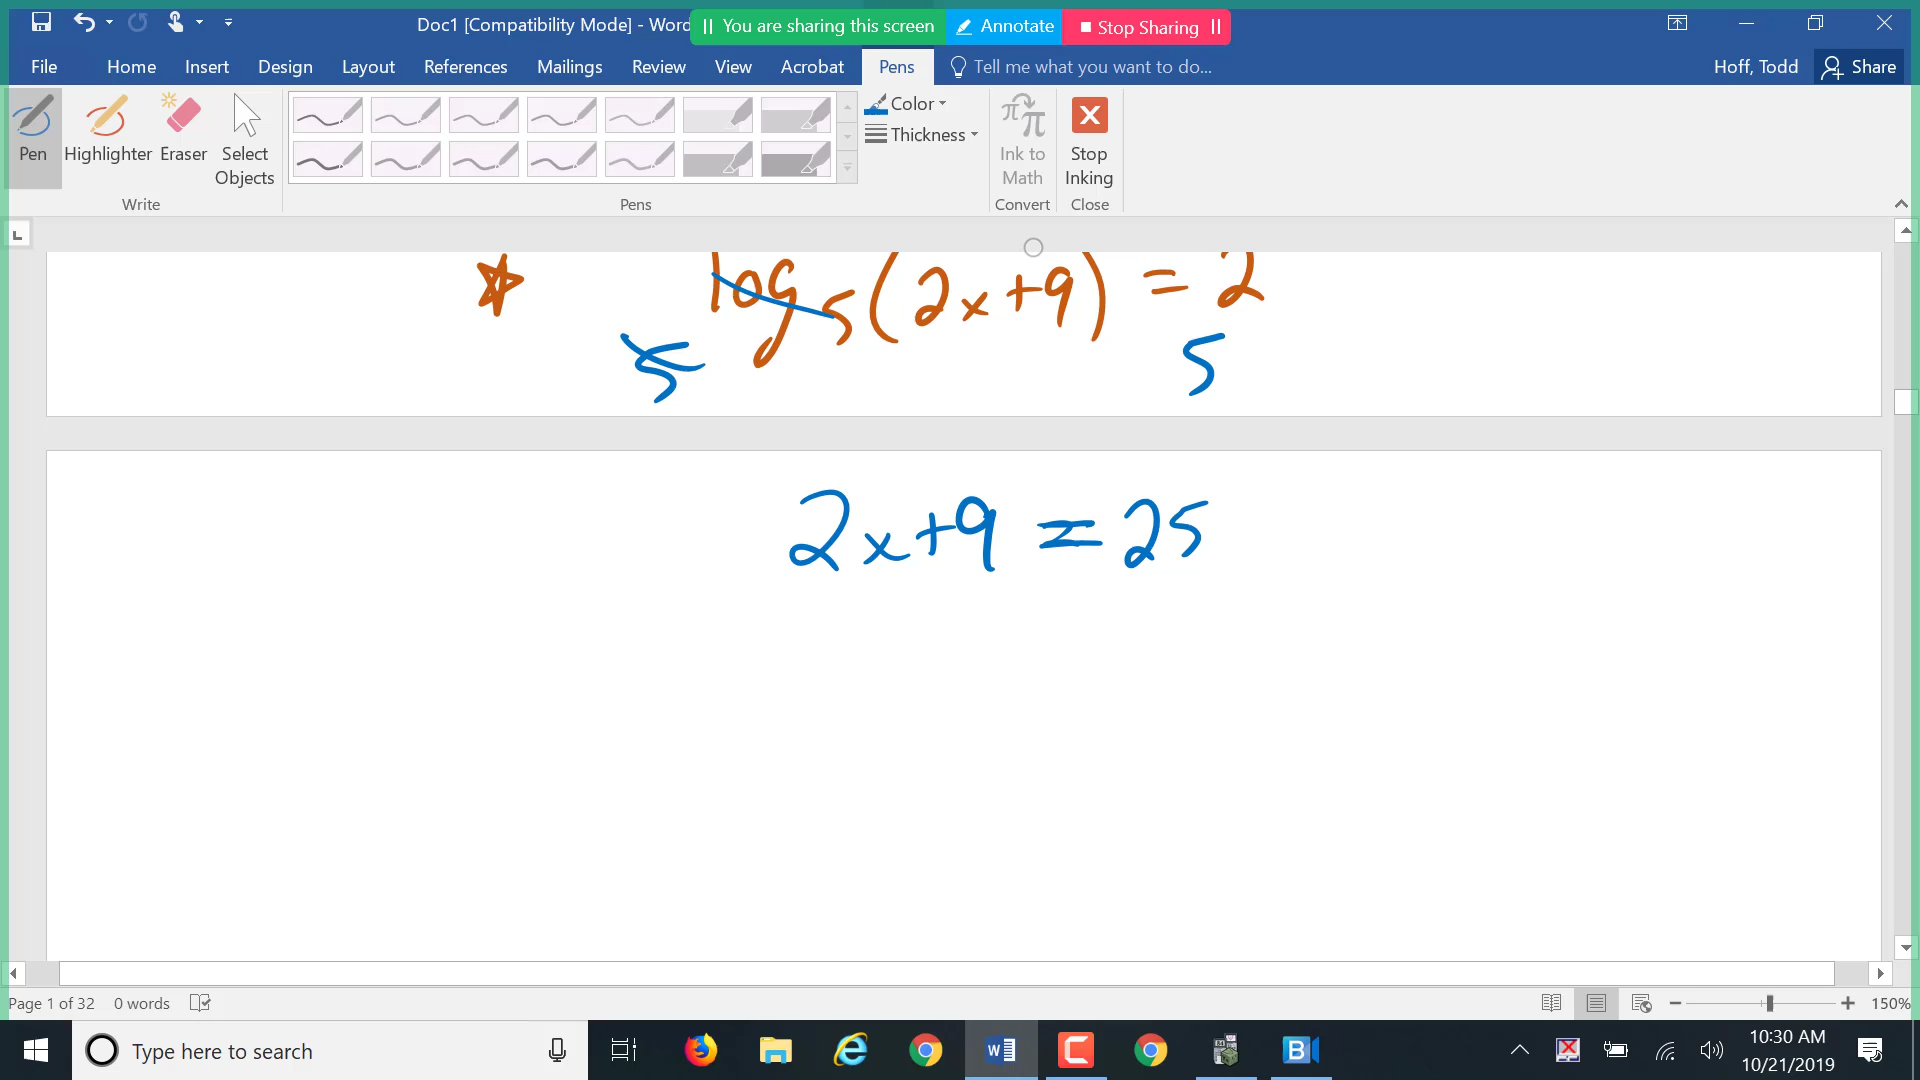 Doc1 [Compatibility Mode] - Word
You are sharing this screen
Annotate
Stop Sharing
File Home Insert Design Layout References Mailings Review View Acrobat Pens Tell me what you want to do... Hoff, Todd Share
Pen Highlighter Eraser Select Objects
Color
Thickness
Ink to Math
Stop Inking
Write Pens Convert Close
log₅(2x+9) = 2
5 5
2x+9 = 25
Page 1 of 32 0 words 150%
Type here to search
10:30 AM
10/21/2019